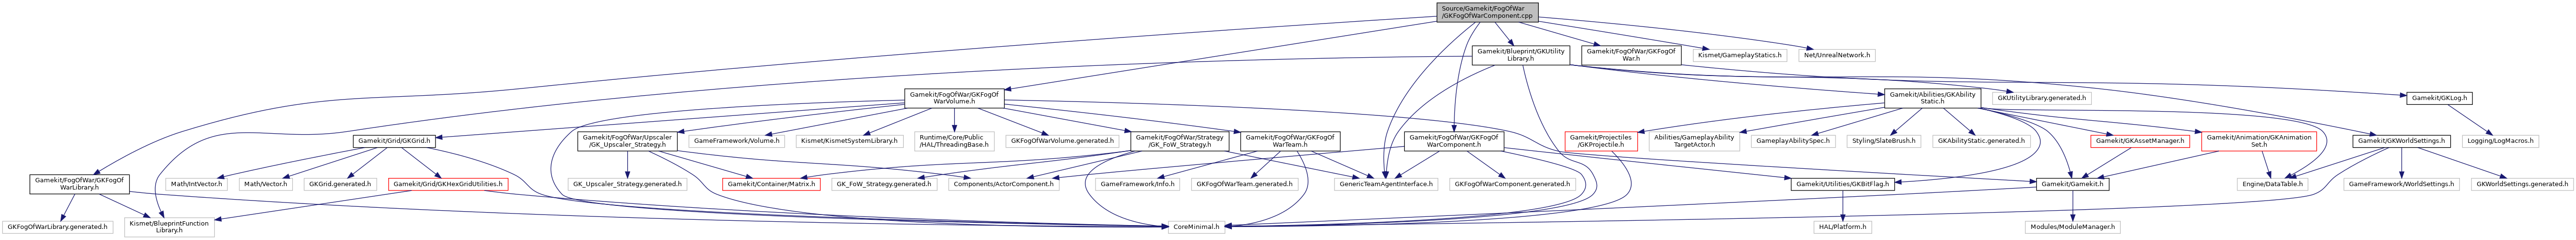 Source/Gamekit/FogOfWar
/GKFogOfWarComponent.cpp
Gamekit/Blueprint/GKUtility
Library.h
Gamekit/FogOfWar/GKFogOf
War.h
Kismet/GameplayStatics.h
Net/UnrealNetwork.h
Gamekit/FogOfWar/GKFogOf
WarVolume.h
Gamekit/Abilities/GKAbility
Static.h
GKUtilityLibrary.generated.h
Gamekit/GKLog.h
Gamekit/Grid/GKGrid.h
Gamekit/FogOfWar/Upscaler
/GK_Upscaler_Strategy.h
GameFramework/Volume.h
Kismet/KismetSystemLibrary.h
Runtime/Core/Public
/HAL/ThreadingBase.h
GKFogOfWarVolume.generated.h
Gamekit/FogOfWar/Strategy
/GK_FoW_Strategy.h
Gamekit/FogOfWar/GKFogOf
WarTeam.h
Gamekit/FogOfWar/GKFogOf
WarComponent.h
Gamekit/Projectiles
/GKProjectile.h
Abilities/GameplayAbility
TargetActor.h
GameplayAbilitySpec.h
Styling/SlateBrush.h
GKAbilityStatic.generated.h
Gamekit/GKAssetManager.h
Gamekit/Animation/GKAnimation
Set.h
Gamekit/GKWorldSettings.h
Logging/LogMacros.h
Gamekit/FogOfWar/GKFogOf
WarLibrary.h
Math/IntVector.h
Math/Vector.h
GKGrid.generated.h
Gamekit/Grid/GKHexGridUtilities.h
GK_Upscaler_Strategy.generated.h
Gamekit/Container/Matrix.h
GK_FoW_Strategy.generated.h
Components/ActorComponent.h
GameFramework/Info.h
GKFogOfWarTeam.generated.h
GenericTeamAgentInterface.h
GKFogOfWarComponent.generated.h
Gamekit/Utilities/GKBitFlag.h
Gamekit/Gamekit.h
Engine/DataTable.h
GameFramework/WorldSettings.h
GKWorldSettings.generated.h
GKFogOfWarLibrary.generated.h
Kismet/BlueprintFunction
Library.h
CoreMinimal.h
HAL/Platform.h
Modules/ModuleManager.h